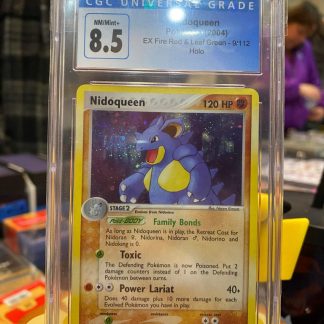 CGC UNIVERSAL GRADE
NM/Mint+
8.5
Nidoqueen
(2004)
EX Fire Red & Leaf Green - 9/112
Holo
Nidoqueen
120 HP
STAGE 2
Evolves from Nidorina
POKé-BODY Family Bonds
As long as Nidoqueen is in play, the Retreat Cost for
Nidoran ♀, Nidorina, Nidoran ♂, Nidorino and
Nidoking is 0.
Toxic
The Defending Pokémon is now Poisoned. Put 2
damage counters instead of 1 on the Defending
Pokémon between turns.
Power Lariat 40+
Does 40 damage plus 10 more damage for each
Evolved Pokémon you have in play.